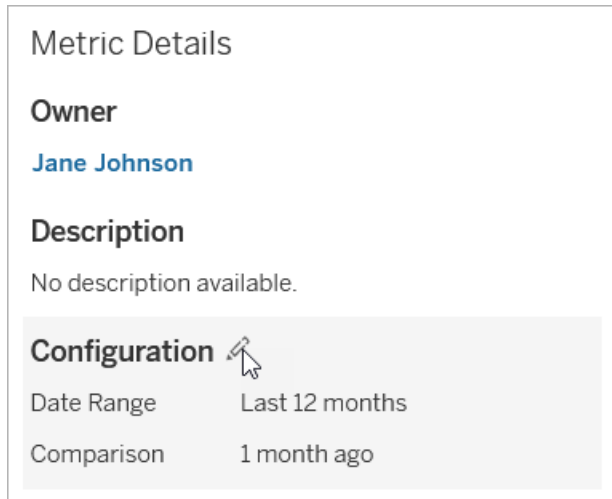 Metric Details
Owner
Jane Johnson
Description
No description available.
Configuration
Date Range Last 12 months
Comparison 1 month ago